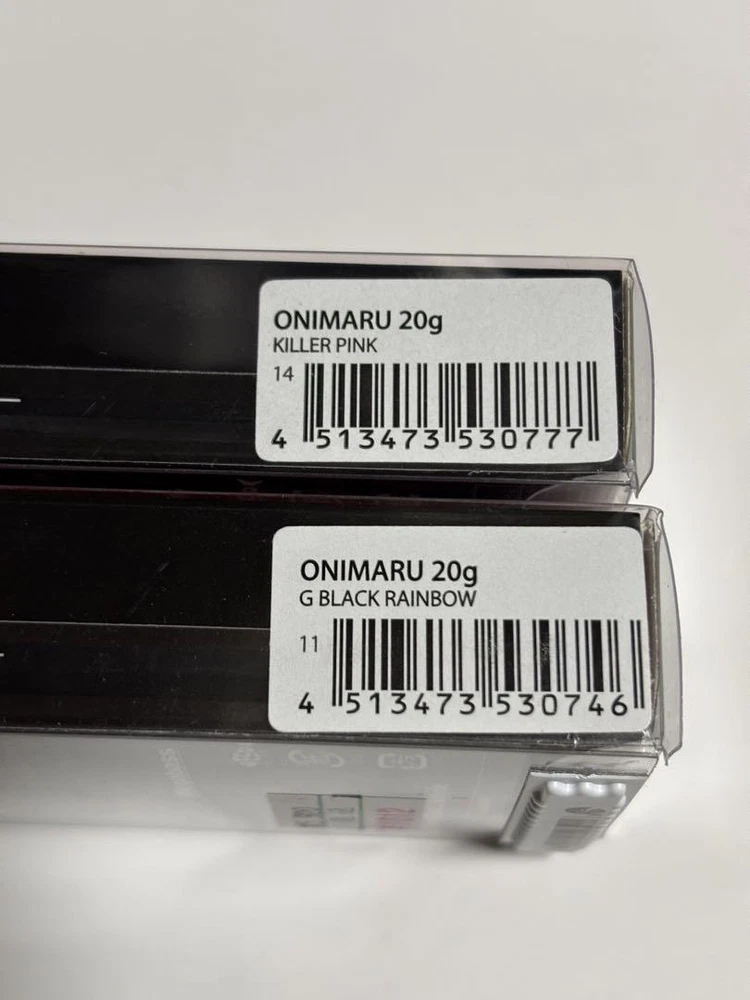 ONIMARU 20g
KILLER PINK
14
4 513473 530777
ONIMARU 20g
G BLACK RAINBOW
11
4 513473 530746